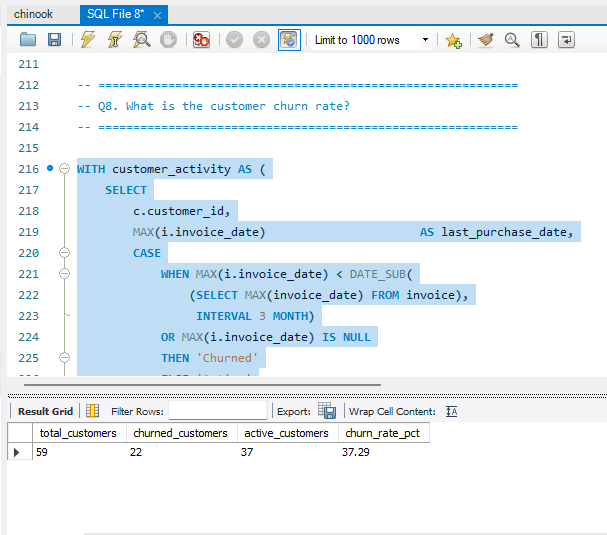 chinook SQL File 8*
Limit to 1000 rows
211
212 -- ============================================================
213 -- Q8. What is the customer churn rate?
214 -- ============================================================
215
216 WITH customer_activity AS (
217 SELECT
218 c.customer_id,
219 MAX(i.invoice_date) AS last_purchase_date,
220 CASE
221 WHEN MAX(i.invoice_date) < DATE_SUB(
222 (SELECT MAX(invoice_date) FROM invoice),
223 INTERVAL 3 MONTH)
224 OR MAX(i.invoice_date) IS NULL
225 THEN 'Churned'
Result Grid Filter Rows: Export: Wrap Cell Content:
total_customers churned_customers active_customers churn_rate_pct
59 22 37 37.29